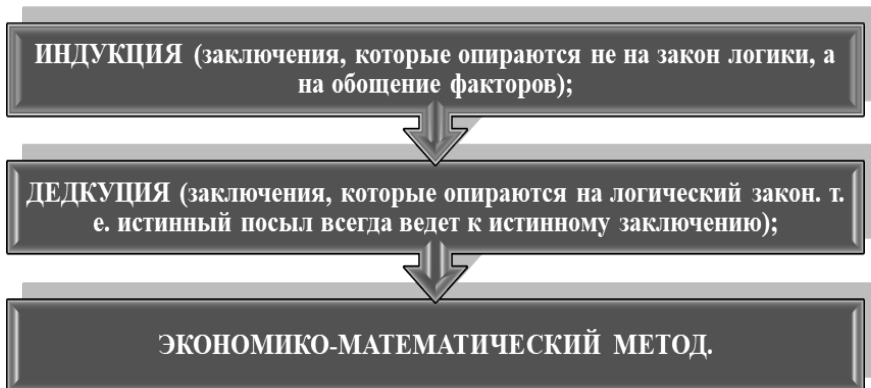 ИНДУКЦИЯ (заключения, которые опираются не на закон логики, а
на обощение факторов);
ДЕДКУЦИЯ (заключения, которые опираются на логический закон. т.
е. истинный посыл всегда ведет к истинному заключению);
ЭКОНОМИКО-МАТЕМАТИЧЕСКИЙ МЕТОД.